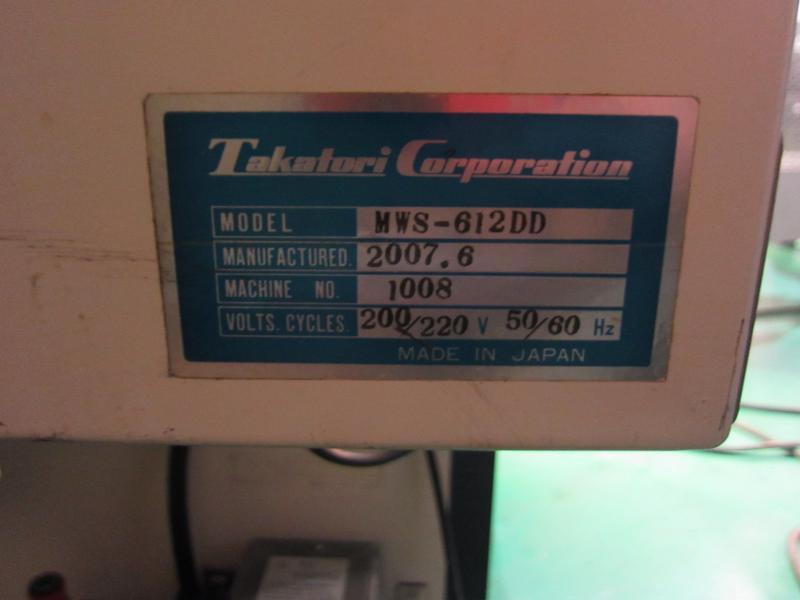 Takatori Corporation
MODEL MWS-612DD
MANUFACTURED. 2007.6
MACHINE NO. 1008
VOLTS. CYCLES. 200/220 V 50/60 Hz
MADE IN JAPAN